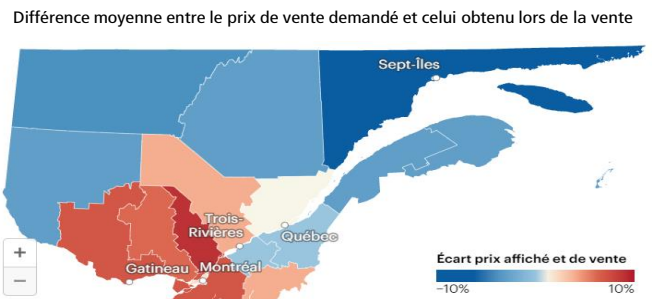 Différence moyenne entre le prix de vente demandé et celui obtenu lors de la vente
Sept-Îles
Trois-
Rivières
Québec
Gatineau
Montréal
+
−
Écart prix affiché et de vente
−10%
10%